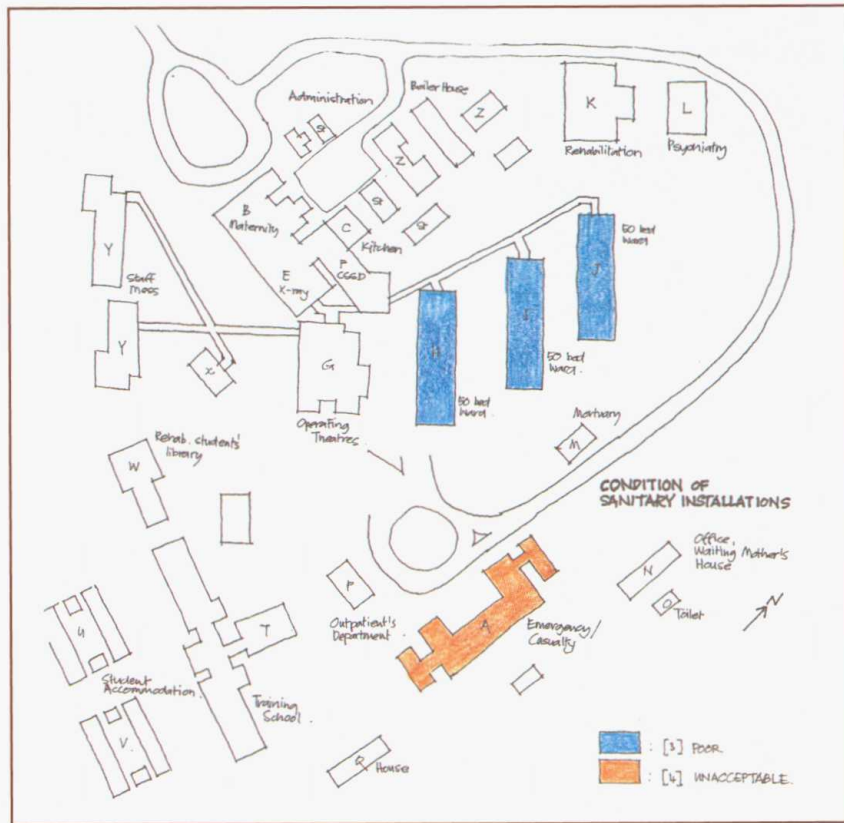 Administration
St
Boiler House
Z
Z
K
Rehabilitation
L
Psychiatry
B
Maternity
St
C
Kitchen
St
F
CSSD
E
X-ray
50 bed
Ward
J
Y
Staff
Mess
Y
X
G
Operating
Theatres
H
50 bed
Ward
I
50 bed
Ward
Mortuary
M
Rehab. students'
library
W
CONDITION OF
SANITARY INSTALLATIONS
Office,
Waiting Mother's
House
N
O
Toilet
N
P
Outpatient's
Department
A
Emergency/
Casualty
T
U
Student
Accommodation
Training
School
V
Q
House
: [3] POOR
: [4] UNACCEPTABLE